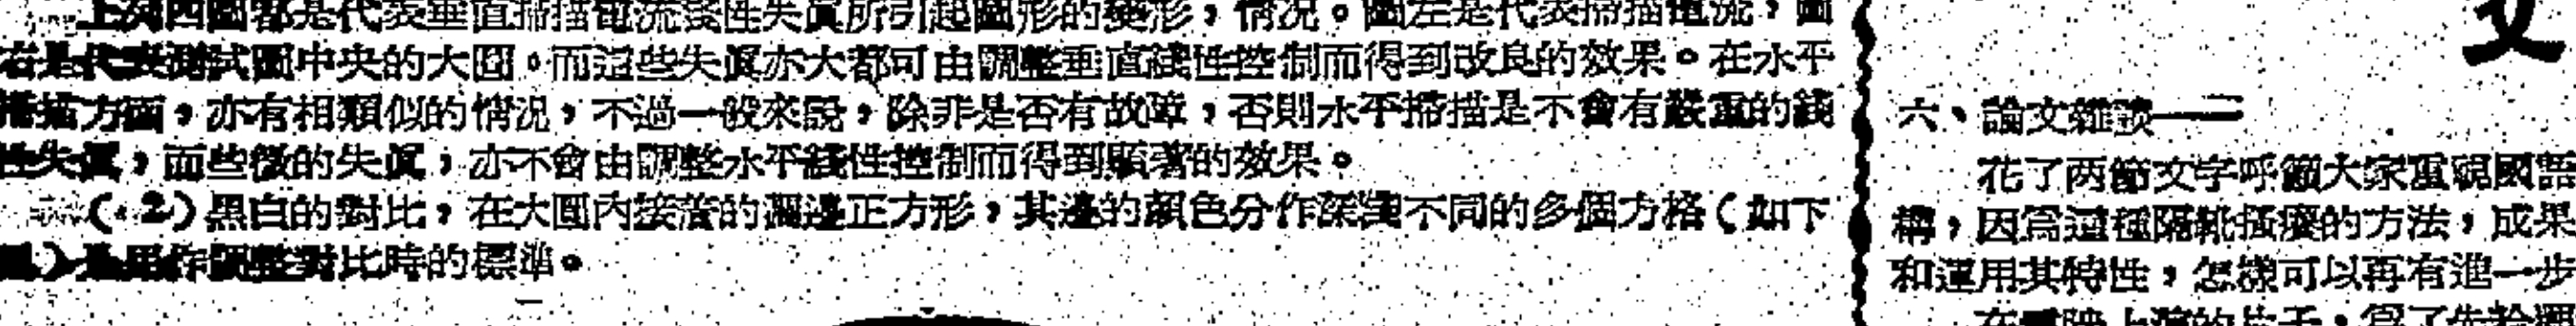 上列四圖都是代表垂直掃描電流綫性失眞所引起圖形的變形，情况。圖左是代表掃描電流，圖
右是代表測試圖中央的大圓。而這些失眞亦大都可由調整垂直綫性控制而得到改良的效果。在水平
掃描方面，亦有相類似的情况，不過一般來說，除非是否有故障，否則水平掃描是不會有嚴重的綫
性失眞，而些微的失眞，亦不會由調整水平綫性控制而得到顯著的效果。
(2)黑白的對比，在大圓內接着的兩邊正方形，其邊的顏色分作深淺不同的多個方格(如下
圖)是用作調整對比時的標準。
文
六、論文雜談——
花了两節文字呼籲大家重視國語
構，因爲這種隔靴搔癢的方法，成果
和運用其特性，怎樣可以再有進一步